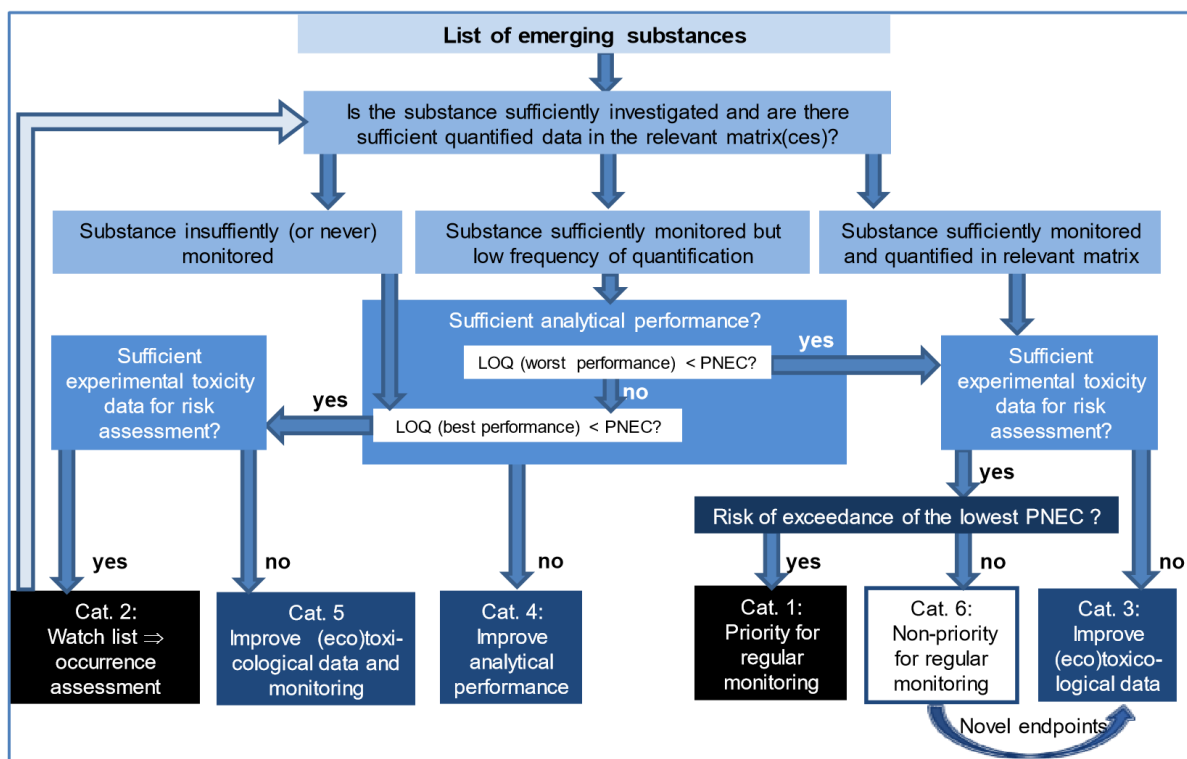 List of emerging substances
Is the substance sufficiently investigated and are there
sufficient quantified data in the relevant matrix(ces)?
Substance insuffiently (or never)
monitored
Substance sufficiently monitored but
low frequency of quantification
Substance sufficiently monitored
and quantified in relevant matrix
Sufficient analytical performance?
LOQ (worst performance) < PNEC?
yes
no
LOQ (best performance) < PNEC?
yes
Sufficient
experimental toxicity
data for risk
assessment?
Sufficient
experimental toxicity
data for risk
assessment?
yes
Risk of exceedance of the lowest PNEC ?
yes
no
no
yes
no
no
Cat. 2:
Watch list ⇒
occurrence
assessment
Cat. 5
Improve (eco)toxi-
cological data and
monitoring
Cat. 4:
Improve
analytical
performance
Cat. 1:
Priority for
regular
monitoring
Cat. 6:
Non-priority
for regular
monitoring
Cat. 3:
Improve
(eco)toxico-
logical data
Novel endpoints